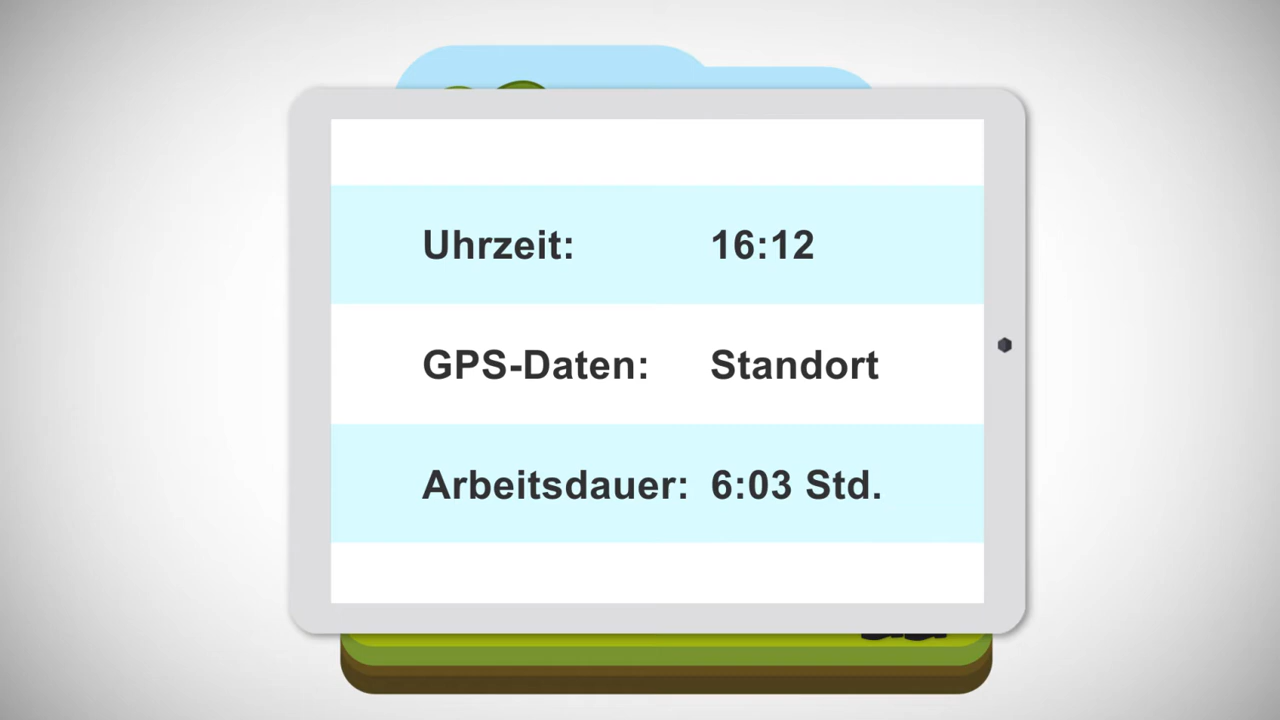 Uhrzeit: 16:12
GPS-Daten: Standort
Arbeitsdauer: 6:03 Std.